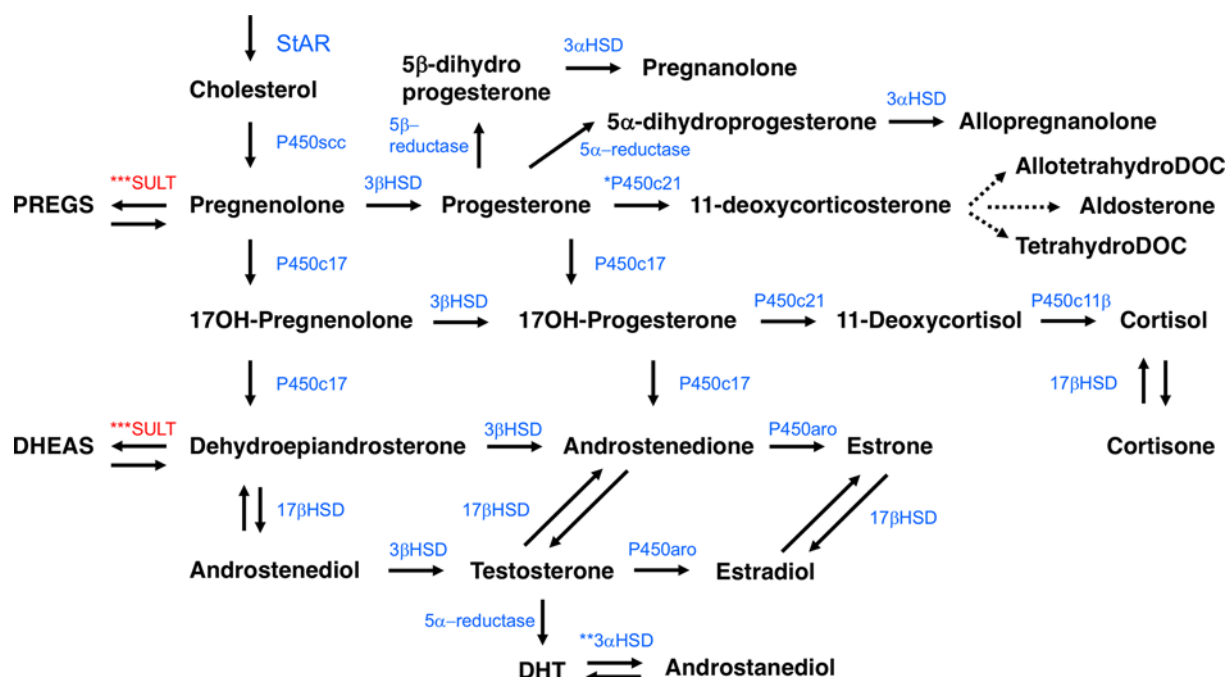 StAR
3αHSD
5β-dihydro
progesterone
Pregnanolone
Cholesterol
3αHSD
5α-dihydroprogesterone
Allopregnanolone
5β–
reductase
5α–reductase
P450scc
AllotetrahydroDOC
***SULT
3βHSD
*P450c21
PREGS
Pregnenolone
Progesterone
11-deoxycorticosterone
Aldosterone
TetrahydroDOC
P450c17
P450c17
3βHSD
P450c21
P450c11β
17OH-Pregnenolone
17OH-Progesterone
11-Deoxycortisol
Cortisol
P450c17
P450c17
17βHSD
***SULT
3βHSD
P450aro
DHEAS
Dehydroepiandrosterone
Androstenedione
Estrone
Cortisone
17βHSD
17βHSD
17βHSD
3βHSD
P450aro
Androstenediol
Testosterone
Estradiol
5α–reductase
**3αHSD
DHT
Androstanediol